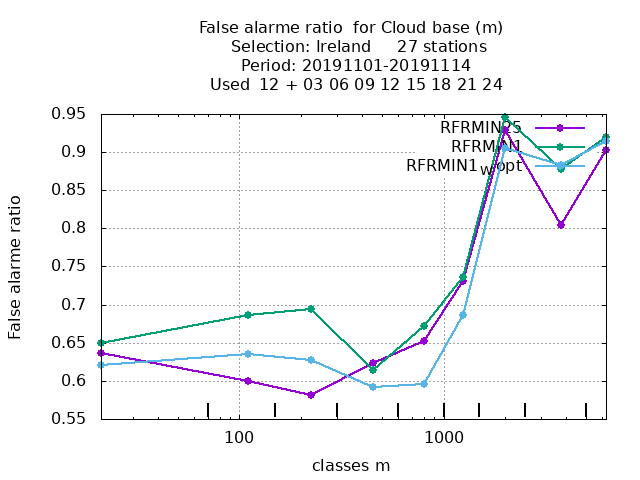 False alarme ratio  for Cloud base (m)
Selection: Ireland     27 stations
Period: 20191101-20191114
Used  12 + 03 06 09 12 15 18 21 24
0.95
0.9
0.85
0.8
0.75
0.7
0.65
0.6
0.55
False alarme ratio
RFRMIN25
RFRMIN1
RFRMIN1wopt
100
1000
classes m